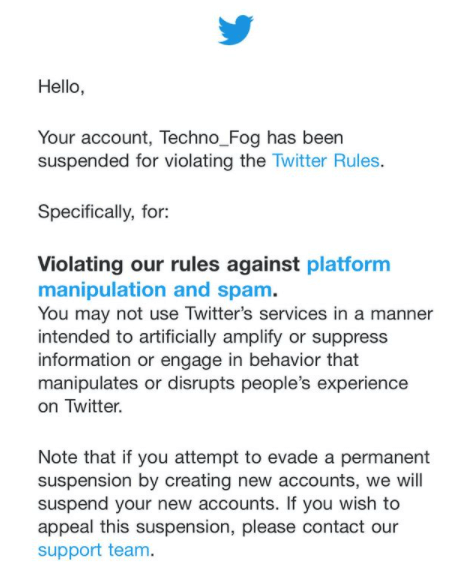 Hello,
Your account, Techno_Fog has been
suspended for violating the Twitter Rules.
Specifically, for:
Violating our rules against platform
manipulation and spam.
You may not use Twitter’s services in a manner
intended to artificially amplify or suppress
information or engage in behavior that
manipulates or disrupts people’s experience
on Twitter.
Note that if you attempt to evade a permanent
suspension by creating new accounts, we will
suspend your new accounts. If you wish to
appeal this suspension, please contact our
support team.